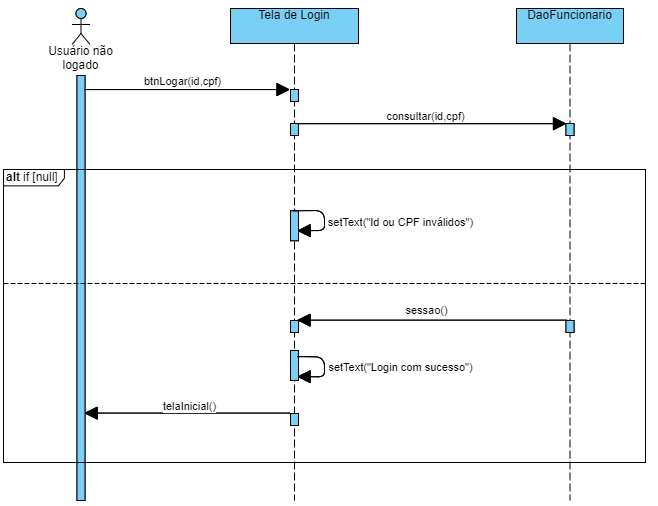 Tela de Login
DaoFuncionario
Usuário não
logado
btnLogar(id,cpf)
consultar(id,cpf)
alt if [null]
setText("Id ou CPF inválidos")
sessao()
setText("Login com sucesso")
telaInicial()